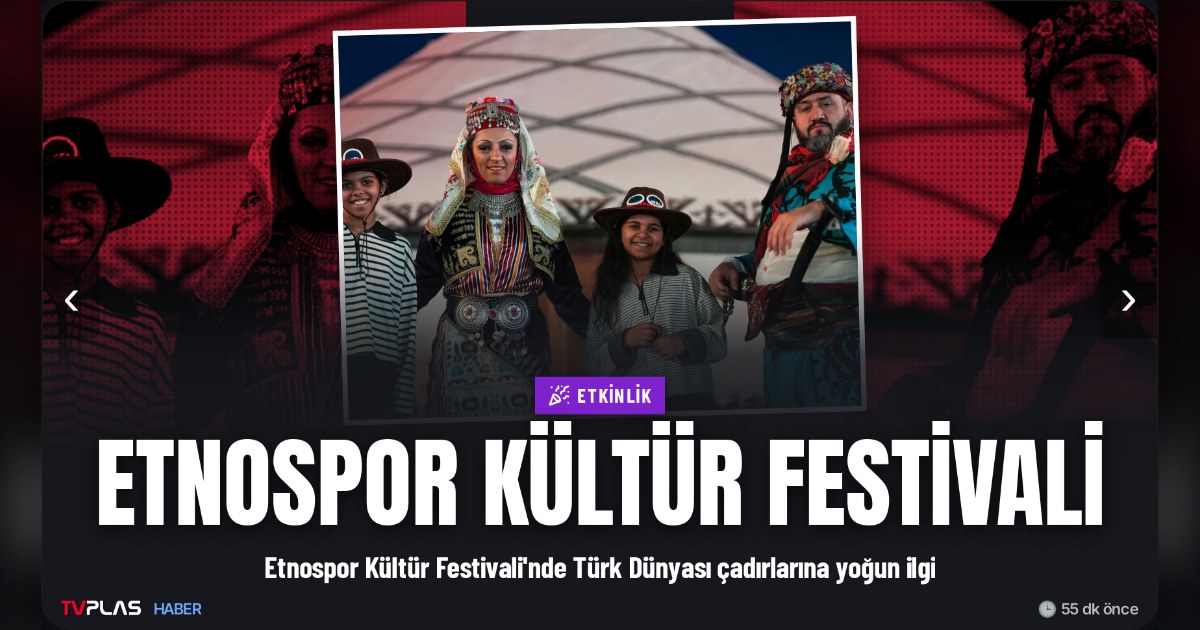 ETKİNLİK
ETNOSPOR KÜLTÜR FESTİVALİ
Etnospor Kültür Festivali'nde Türk Dünyası çadırlarına yoğun ilgi
TVPLAS HABER
55 dk önce